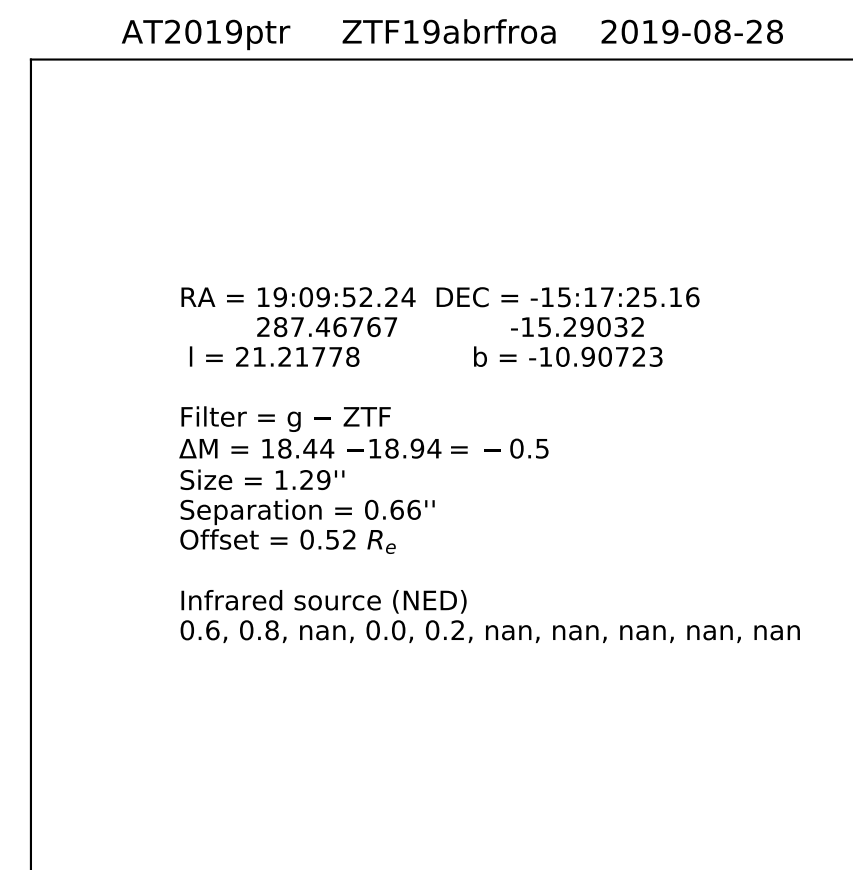 AT2019ptr ZTF19abrfroa 2019-08-28
RA = 19:09:52.24 DEC = -15:17:25.16
287.46767 -15.29032
l = 21.21778 b = -10.90723
Filter = g − ZTF
ΔM = 18.44 −18.94 = − 0.5
Size = 1.29''
Separation = 0.66''
Offset = 0.52 Re
Infrared source (NED)
0.6, 0.8, nan, 0.0, 0.2, nan, nan, nan, nan, nan